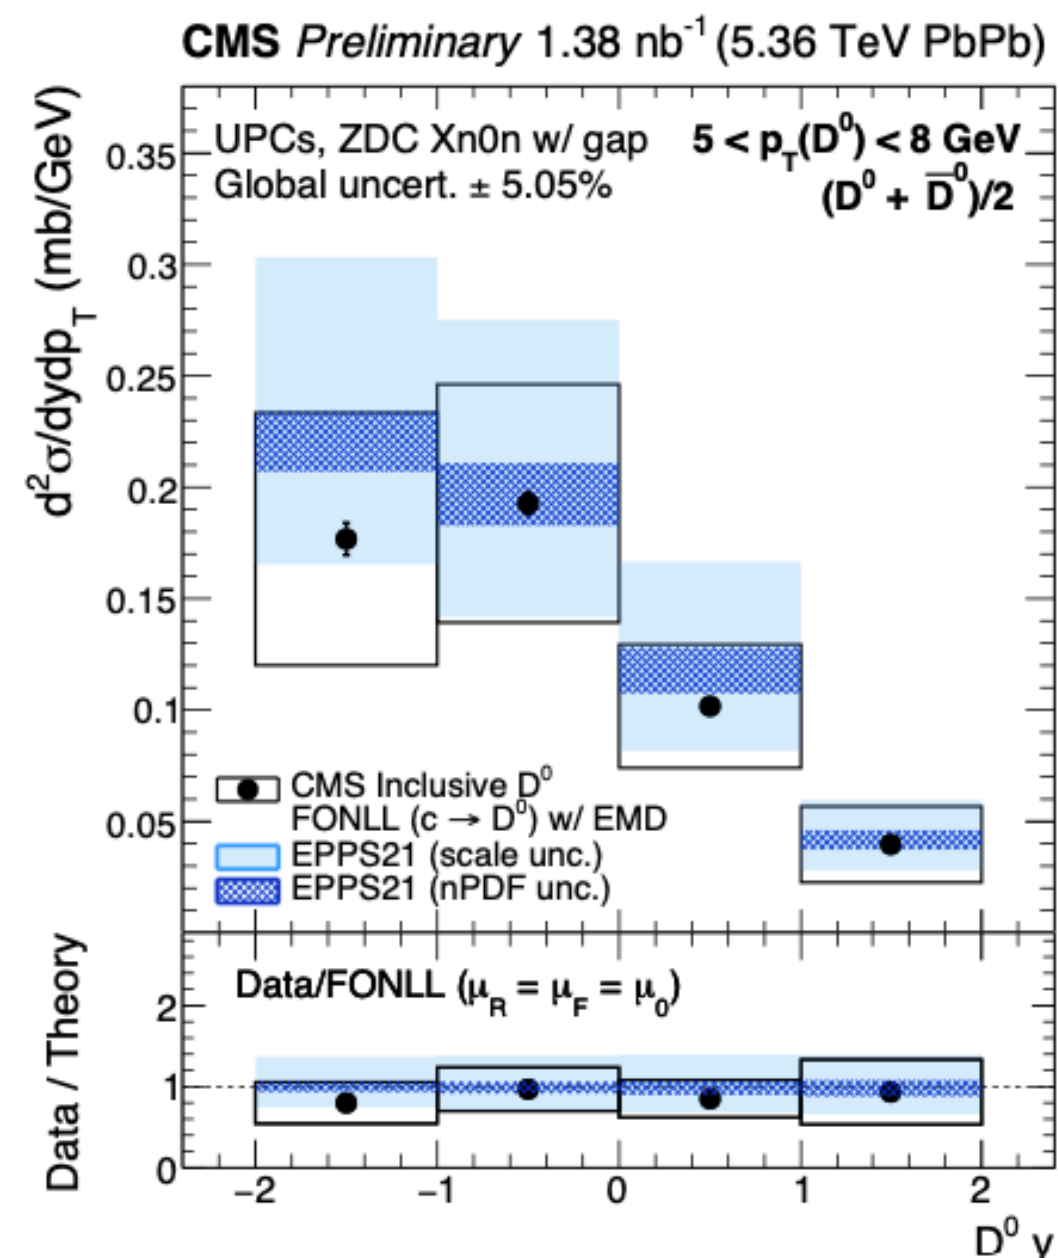 CMS Preliminary 1.38 nb⁻¹ (5.36 TeV PbPb)
d²σ/dydp_T (mb/GeV)
UPCs, ZDC Xn0n w/ gap
Global uncert. ± 5.05%
5 < p_T(D⁰) < 8 GeV
(D⁰ + D̅⁰)/2
0.35
0.3
0.25
0.2
0.15
0.1
0.05
CMS Inclusive D⁰
FONLL (c → D⁰) w/ EMD
EPPS21 (scale unc.)
EPPS21 (nPDF unc.)
Data / Theory
Data/FONLL (μ_R = μ_F = μ_0)
2
1
0
−2 −1 0 1 2
D⁰ y